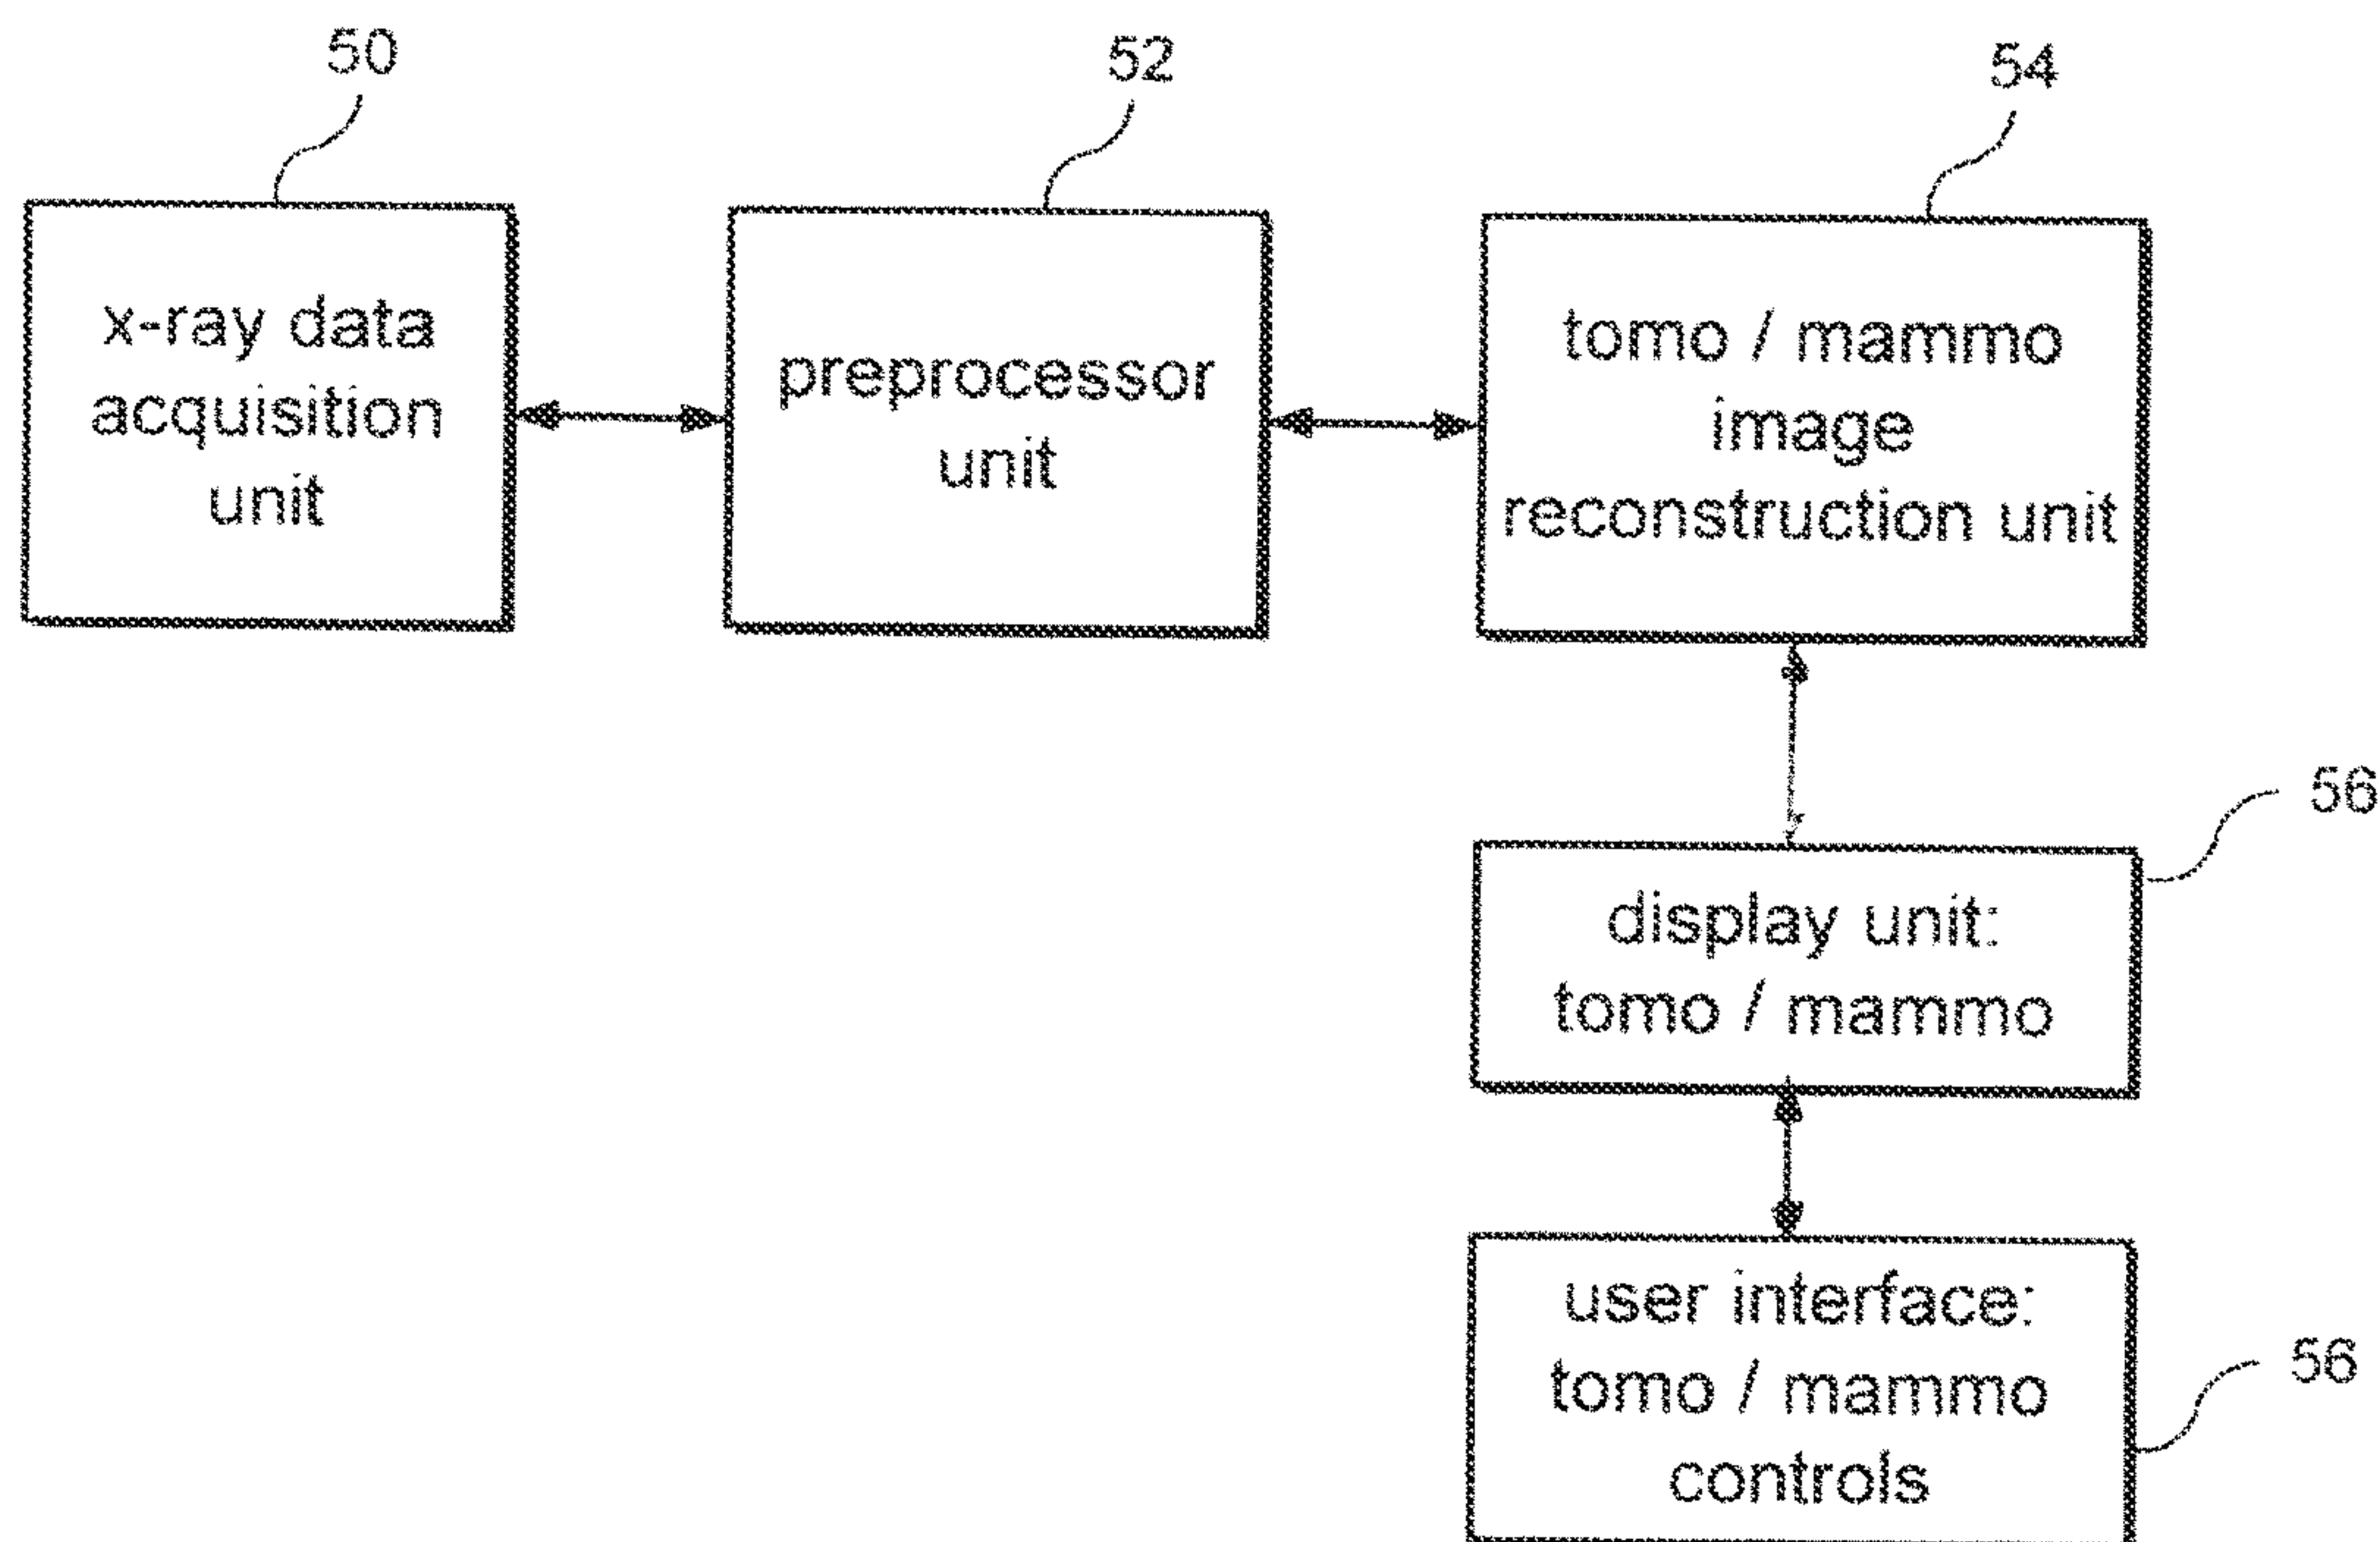 50
52
54
x-ray data
acquisition
unit
preprocessor
unit
tomo / mammo
image
reconstruction unit
56
display unit:
tomo / mammo
user interface:
tomo / mammo
controls
56